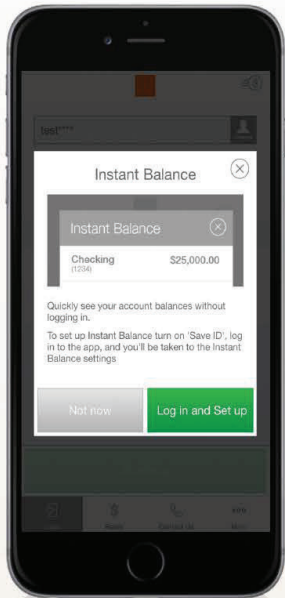 test****
Instant Balance
Instant Balance
Checking $25,000.00
(1234)
Quickly see your account balances without
logging in.
To set up Instant Balance turn on 'Save ID', log
in to the app, and you'll be taken to the Instant
Balance settings
Not now Log in and Set up
Contact Us